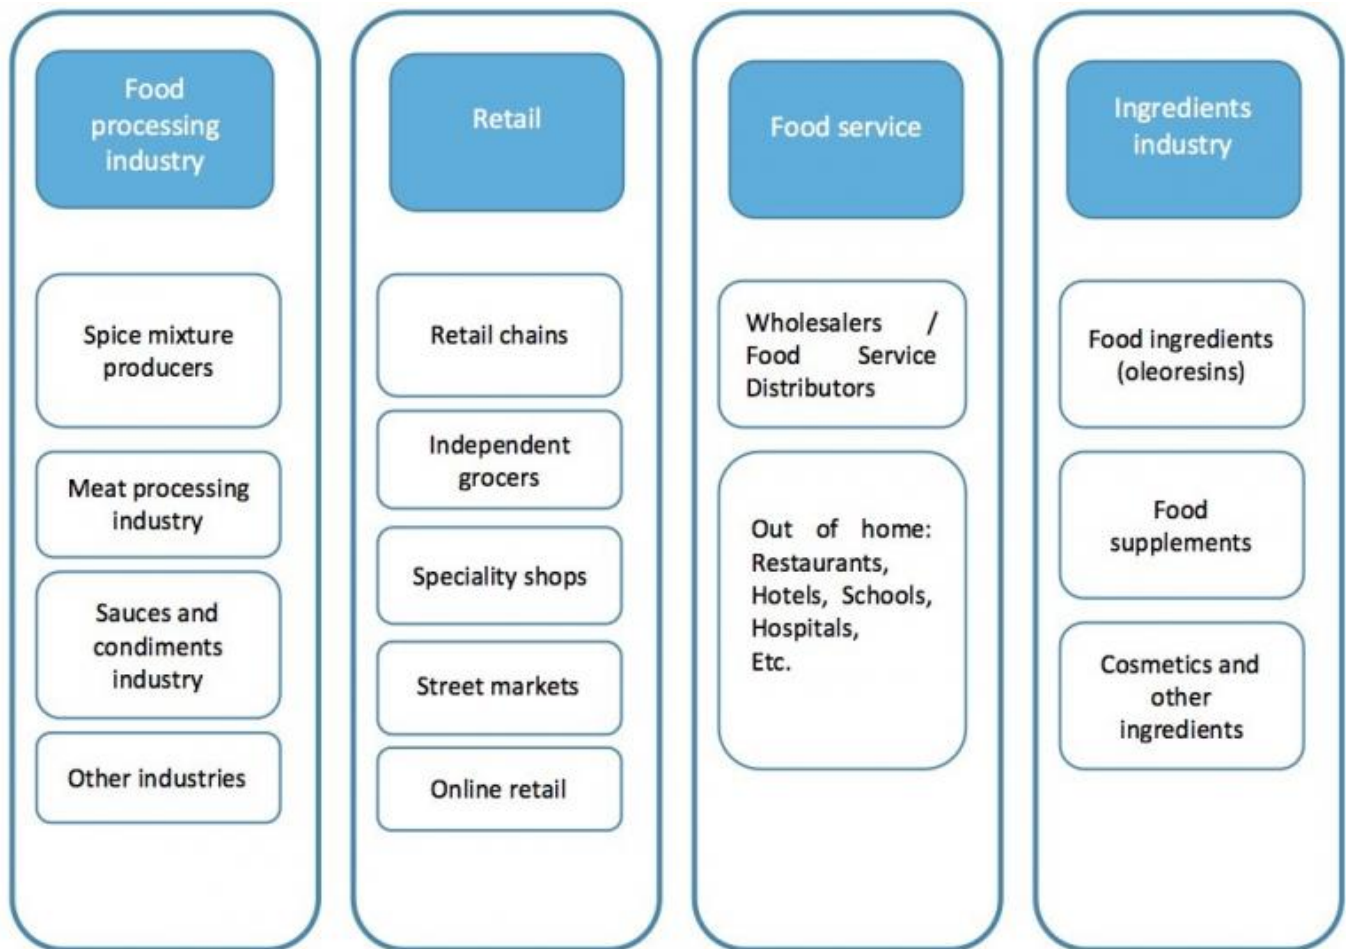 Food
processing
industry
Spice mixture
producers
Meat processing
industry
Sauces and
condiments
industry
Other industries
Retail
Retail chains
Independent
grocers
Speciality shops
Street markets
Online retail
Food service
Wholesalers /
Food Service
Distributors
Out of home:
Restaurants,
Hotels, Schools,
Hospitals,
Etc.
Ingredients
industry
Food ingredients
(oleoresins)
Food
supplements
Cosmetics and
other
ingredients